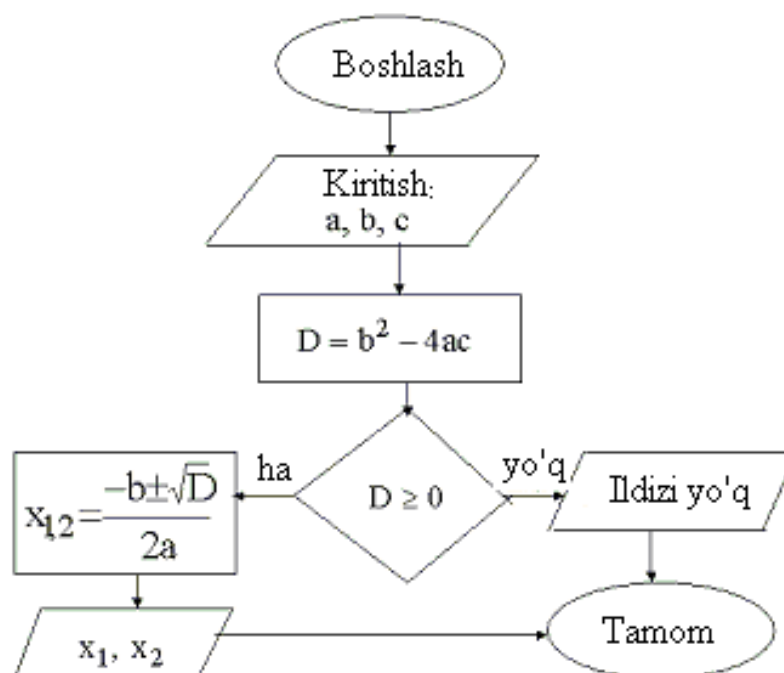 Boshlash
Kiritish:
a, b, c
D = b² − 4ac
ha
D ≥ 0
yo'q
x₁,₂ = (−b±√D)/2a
Ildizi yo'q
x₁, x₂
Tamom